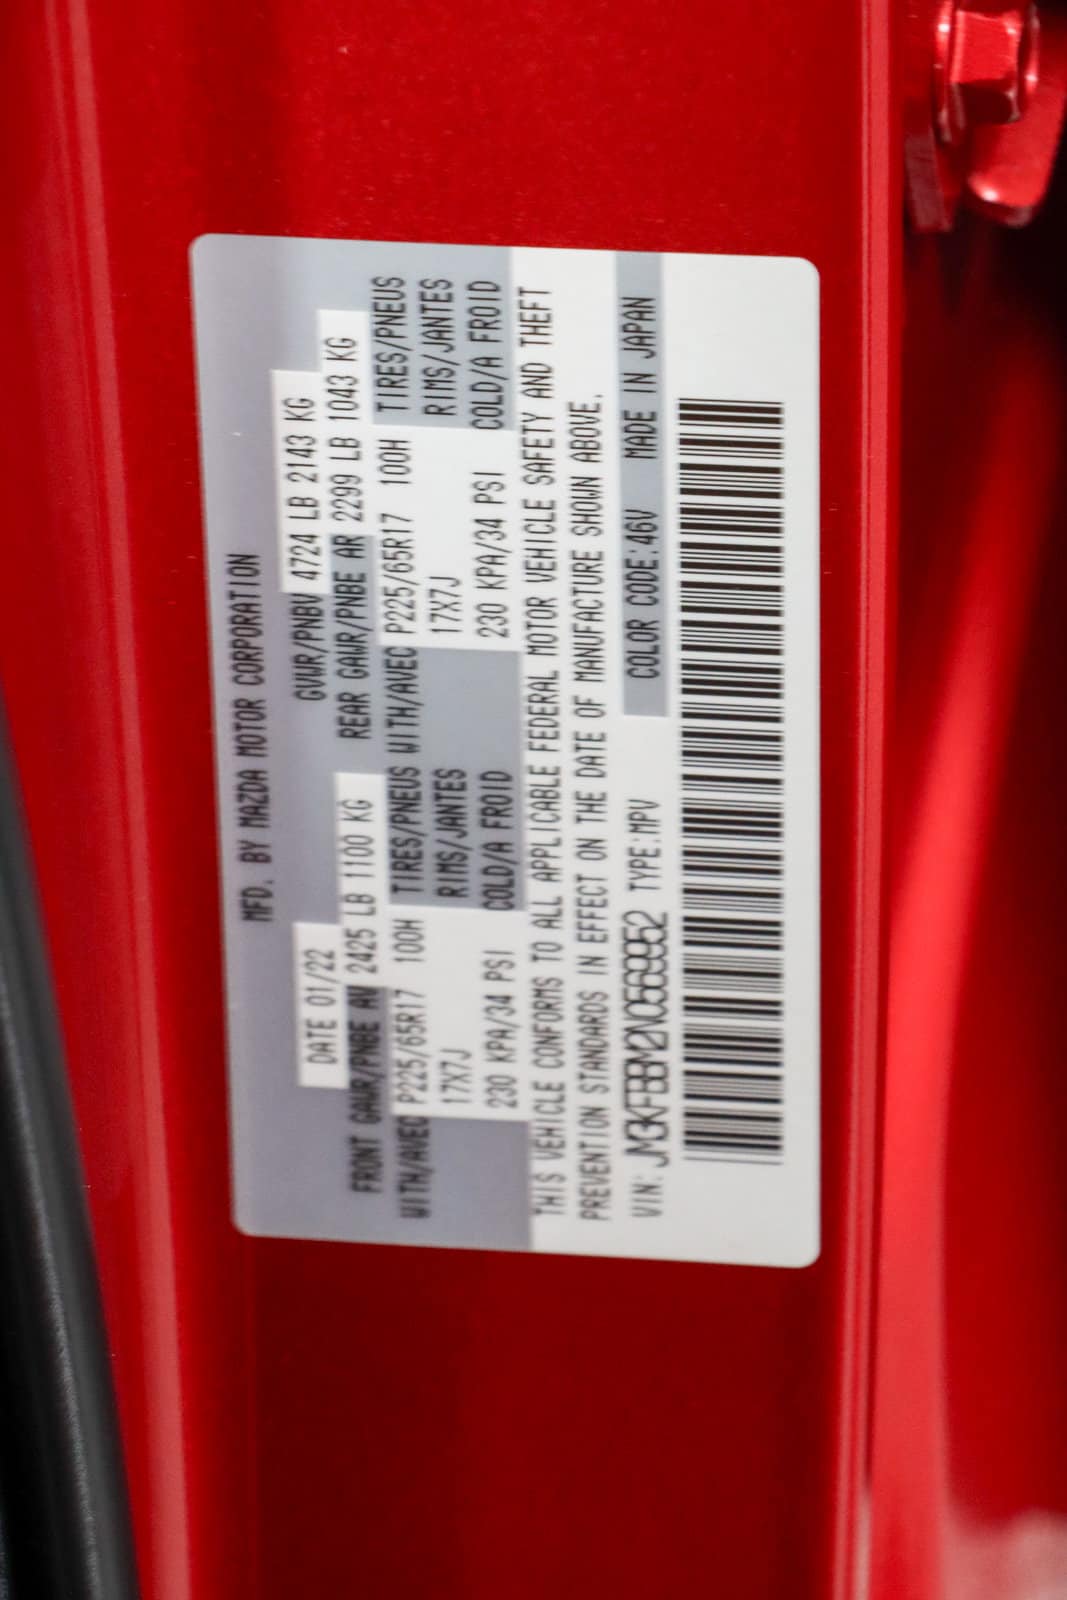 MFD. BY MAZDA MOTOR CORPORATION
DATE 01/22 GVWR/PNBV 4724 LB 2143 KG
FRONT GAWR/PNBE AV 2425 LB 1100 KG REAR GAWR/PNBE AR 2299 LB 1043 KG
WITH/AVEC P225/65R17 100H TIRES/PNEUS WITH/AVEC P225/65R17 100H TIRES/PNEUS
17X7J RIMS/JANTES 17X7J RIMS/JANTES
230 KPA/34 PSI COLD/A FROID 230 KPA/34 PSI COLD/A FROID
THIS VEHICLE CONFORMS TO ALL APPLICABLE FEDERAL MOTOR VEHICLE SAFETY AND THEFT
PREVENTION STANDARDS IN EFFECT ON THE DATE OF MANUFACTURE SHOWN ABOVE.
VIN: JM3KFBBM2N0569952 TYPE:MPV COLOR CODE:46V MADE IN JAPAN